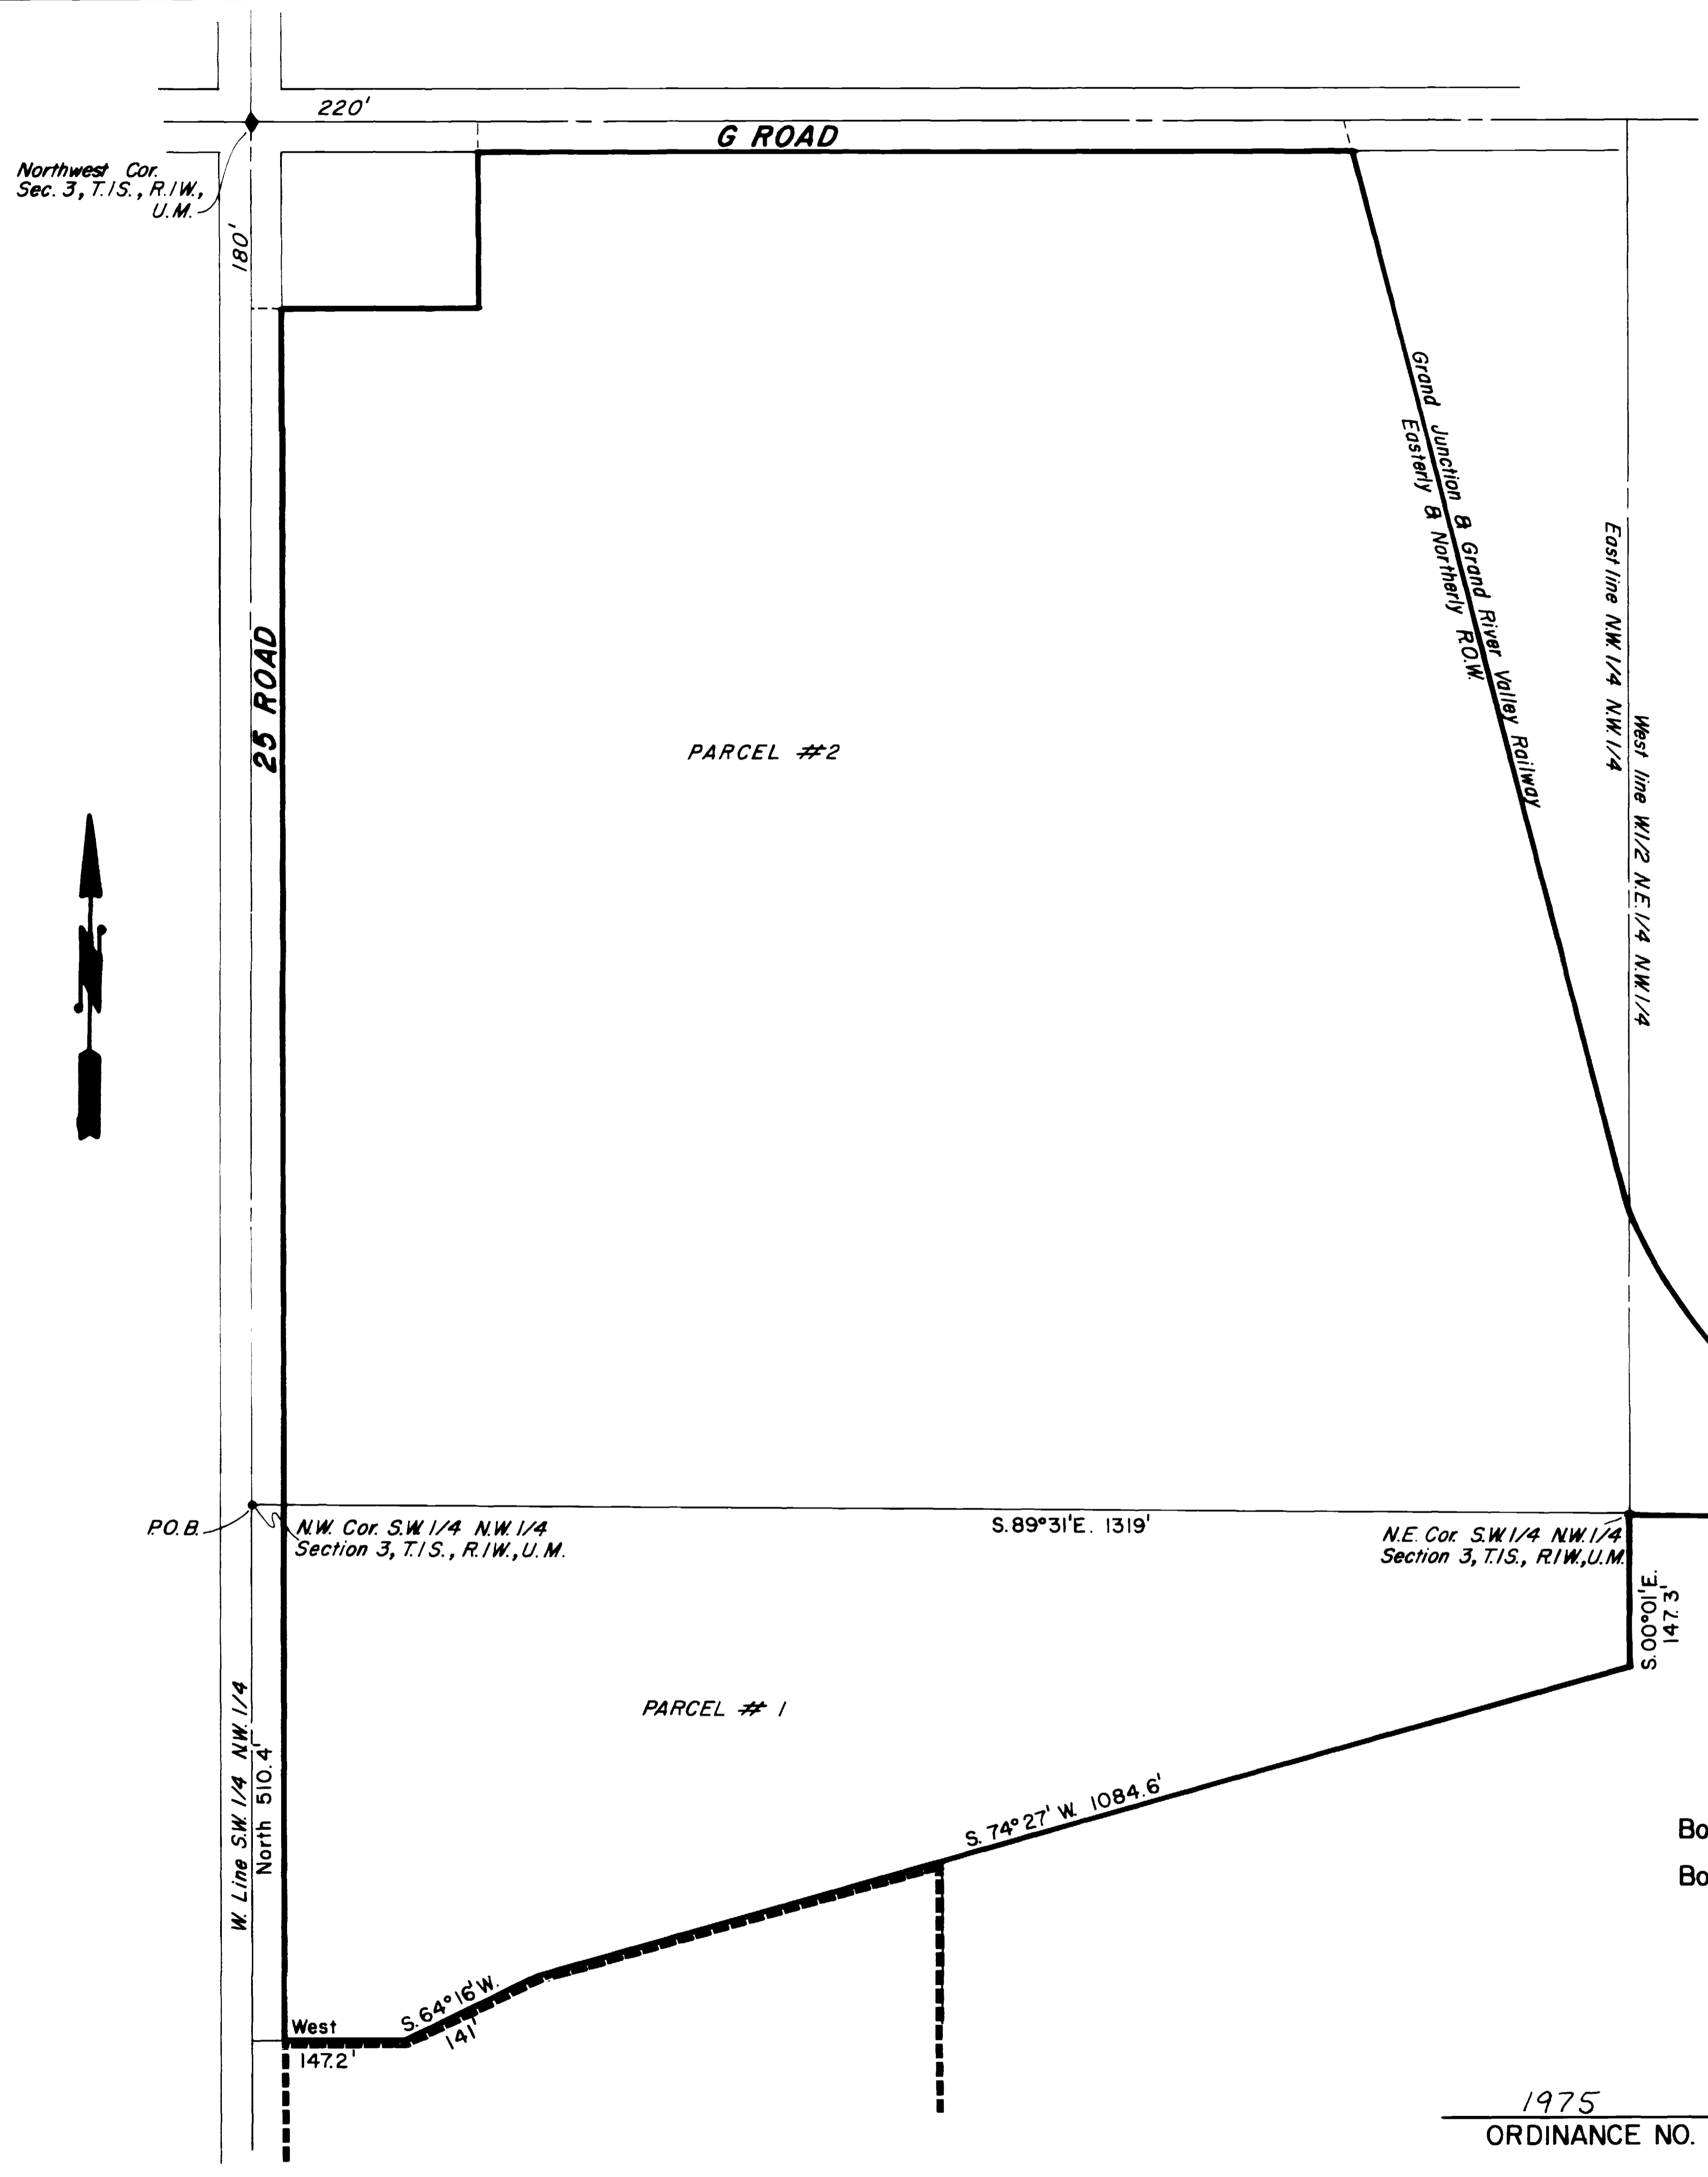 220'
G ROAD
Northwest Cor.
Sec. 3, T.1S., R.1W.,
U.M.
180'
Grand Junction & Grand River Valley Railway
Easterly & Northerly R.O.W.
East line N.W. 1/4 N.W. 1/4
West line W.1/2 N.E. 1/4 N.W. 1/4
25 ROAD
PARCEL #2
N
P.O.B.
N.W. Cor. S.W. 1/4 N.W. 1/4
Section 3, T.1S., R.1W., U.M.
S.89°31'E. 1319'
N.E. Cor. S.W. 1/4 N.W. 1/4
Section 3, T.1S., R.1W., U.M.
S.00°01'E.
147.3'
W. Line S.W. 1/4 N.W. 1/4
North 510.4'
PARCEL # 1
S. 74°27' W. 1084.6'
Bo
Bo
S. 64°16' W.
141'
West
147.2'
1975
ORDINANCE NO.